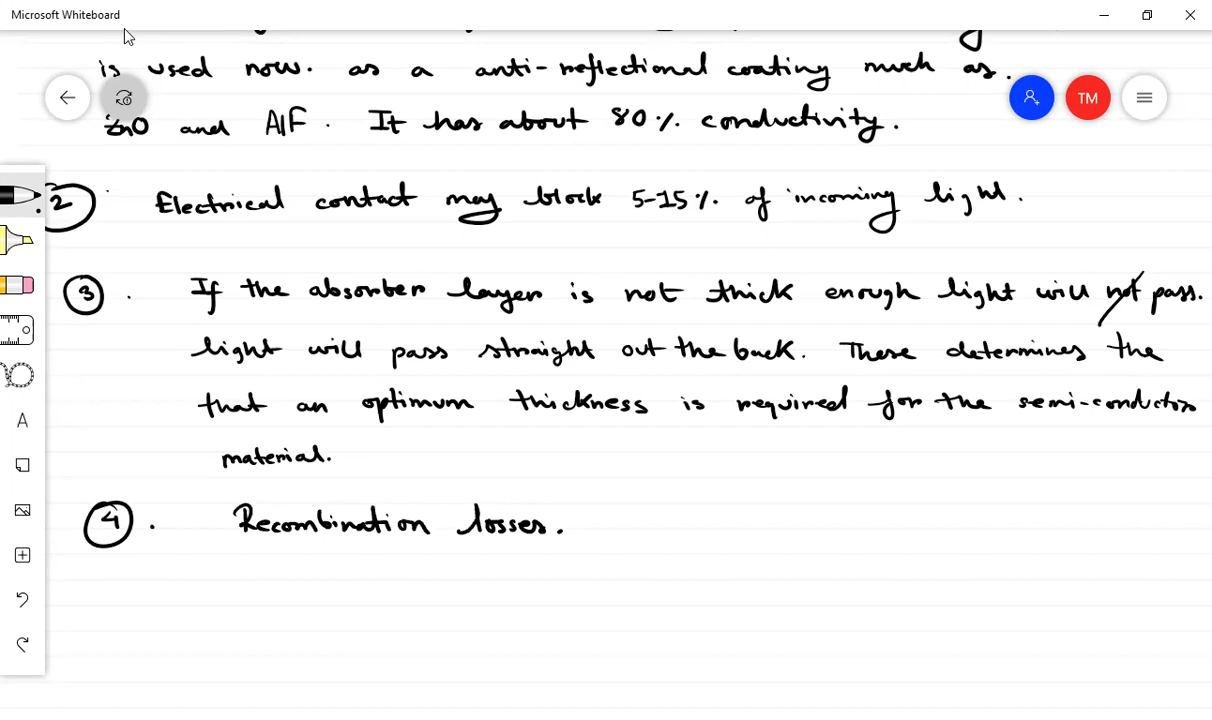 Microsoft Whiteboard
is used now. as a anti-reflectional coating much as.
ZnO and AlF. It has about 80% conductivity.
TM
2 Electrical contact may block 5-15% of incoming light.
3. If the absorber layer is not thick enough light will not pass.
light will pass straight out the back. These determines the
that an optimum thickness is required for the semi-conductor
material.
4. Recombination losses.
A